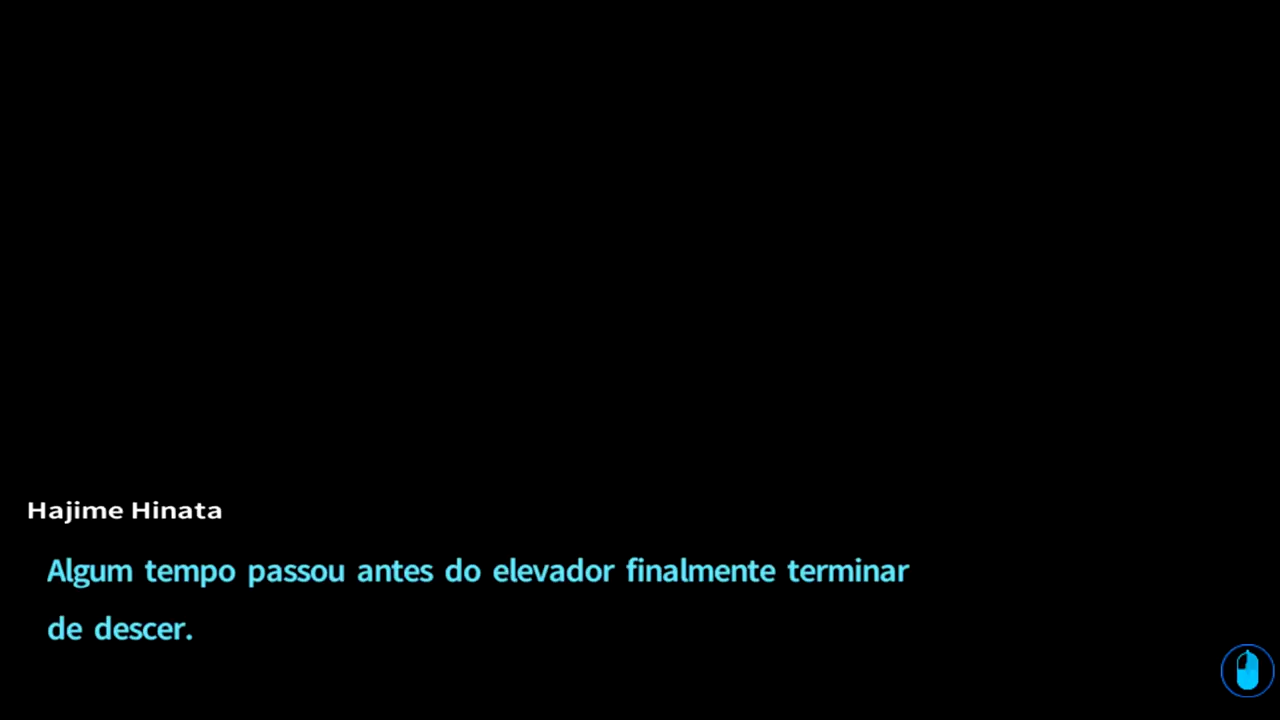 Hajime Hinata
Algum tempo passou antes do elevador finalmente terminar
de descer.